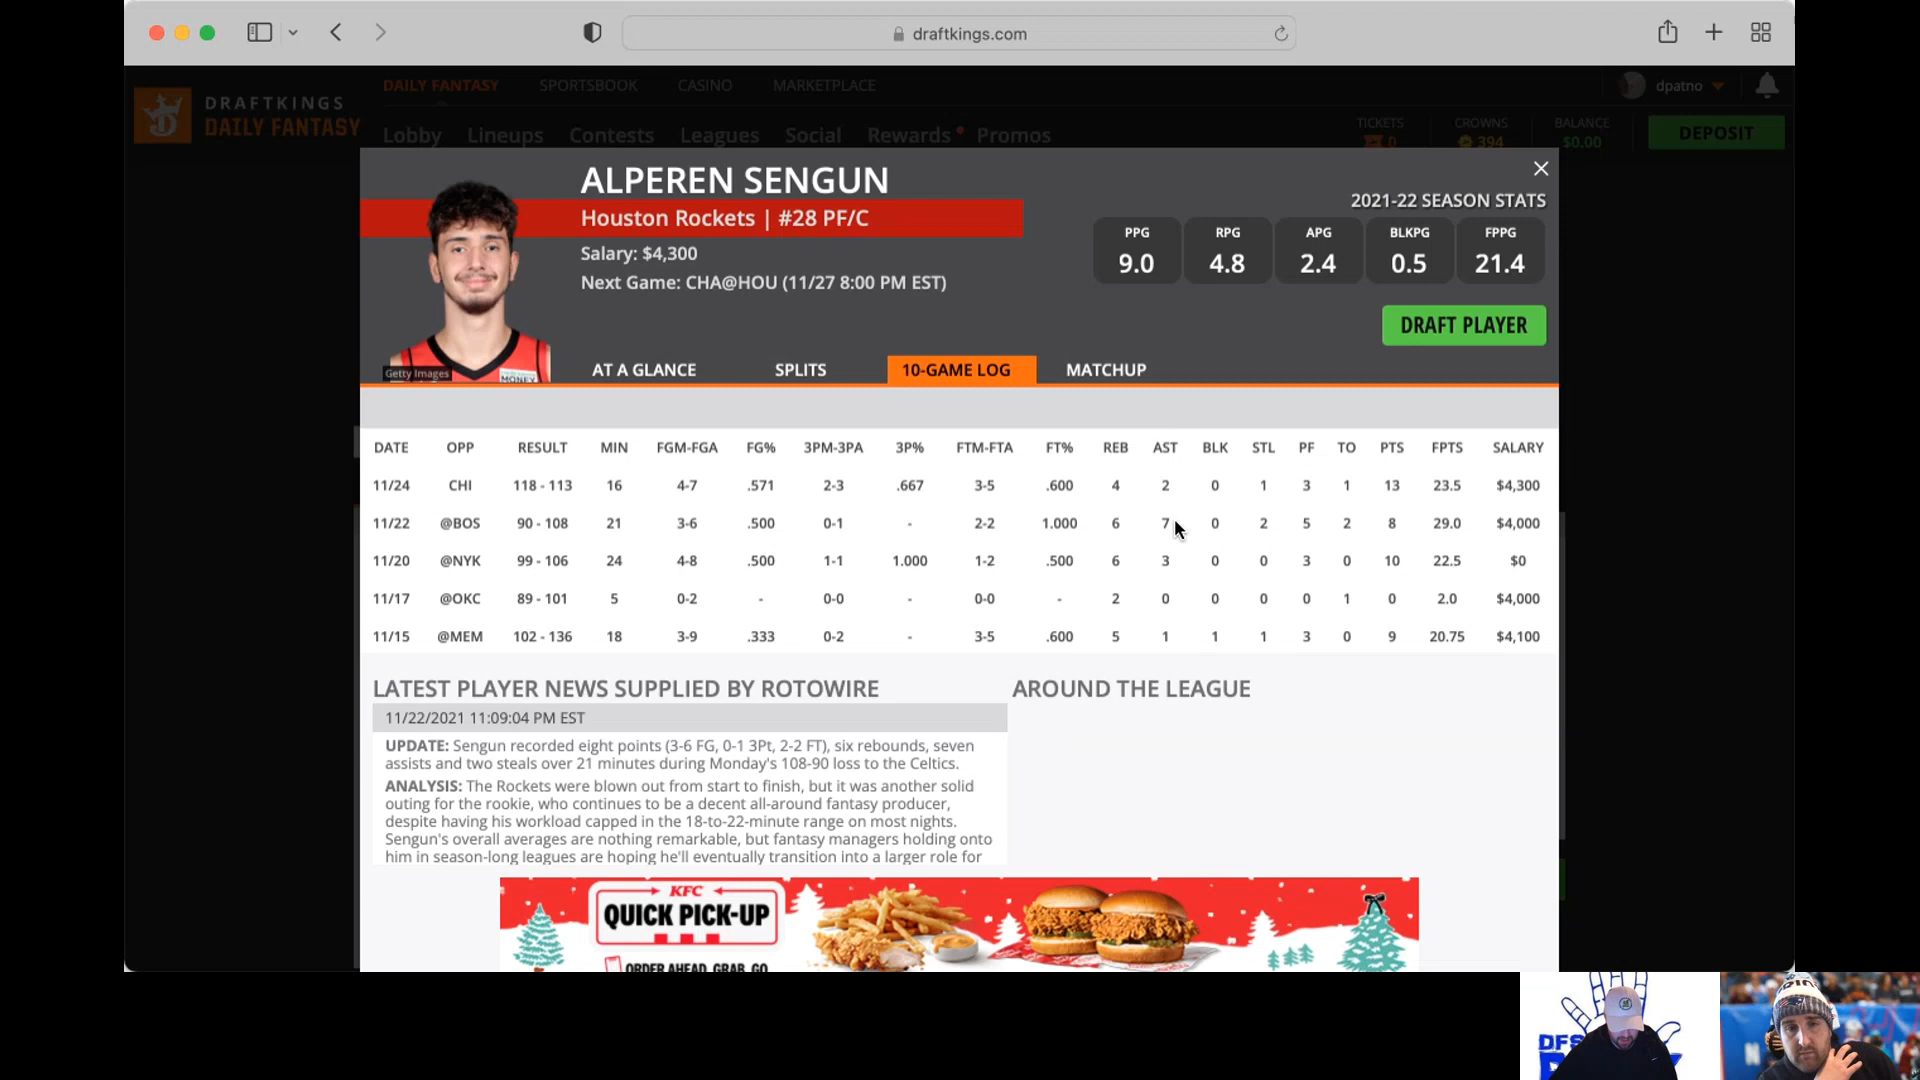 draftkings.com
DRAFTKINGS
DAILY FANTASY
DAILY FANTASY SPORTSBOOK CASINO MARKETPLACE
dpatno
Lobby Lineups Contests Leagues Social Rewards Promos
TICKETS CROWNS BALANCE
0 394 $0.00
DEPOSIT
ALPEREN SENGUN
Houston Rockets | #28 PF/C
Salary: $4,300
Next Game: CHA@HOU (11/27 8:00 PM EST)
2021-22 SEASON STATS
PPG RPG APG BLKPG FPPG
9.0 4.8 2.4 0.5 21.4
DRAFT PLAYER
Getty Images
MONEY
AT A GLANCE SPLITS 10-GAME LOG MATCHUP
DATE OPP RESULT MIN FGM-FGA FG% 3PM-3PA 3P% FTM-FTA FT% REB AST BLK STL PF TO PTS FPTS SALARY
11/24 CHI 118 - 113 16 4-7 .571 2-3 .667 3-5 .600 4 2 0 1 3 1 13 23.5 $4,300
11/22 @BOS 90 - 108 21 3-6 .500 0-1 - 2-2 1.000 6 7 0 2 5 2 8 29.0 $4,000
11/20 @NYK 99 - 106 24 4-8 .500 1-1 1.000 1-2 .500 6 3 0 0 3 0 10 22.5 $0
11/17 @OKC 89 - 101 5 0-2 - 0-0 - 0-0 - 2 0 0 0 0 1 0 2.0 $4,000
11/15 @MEM 102 - 136 18 3-9 .333 0-2 - 3-5 .600 5 1 1 1 3 0 9 20.75 $4,100
LATEST PLAYER NEWS SUPPLIED BY ROTOWIRE
AROUND THE LEAGUE
11/22/2021 11:09:04 PM EST
UPDATE: Sengun recorded eight points (3-6 FG, 0-1 3Pt, 2-2 FT), six rebounds, seven
assists and two steals over 21 minutes during Monday's 108-90 loss to the Celtics.
ANALYSIS: The Rockets were blown out from start to finish, but it was another solid
outing for the rookie, who continues to be a decent all-around fantasy producer,
despite having his workload capped in the 18-to-22-minute range on most nights.
Sengun's overall averages are nothing remarkable, but fantasy managers holding onto
him in season-long leagues are hoping he'll eventually transition into a larger role for
KFC
QUICK PICK-UP
ORDER AHEAD. GRAB. GO
DFS